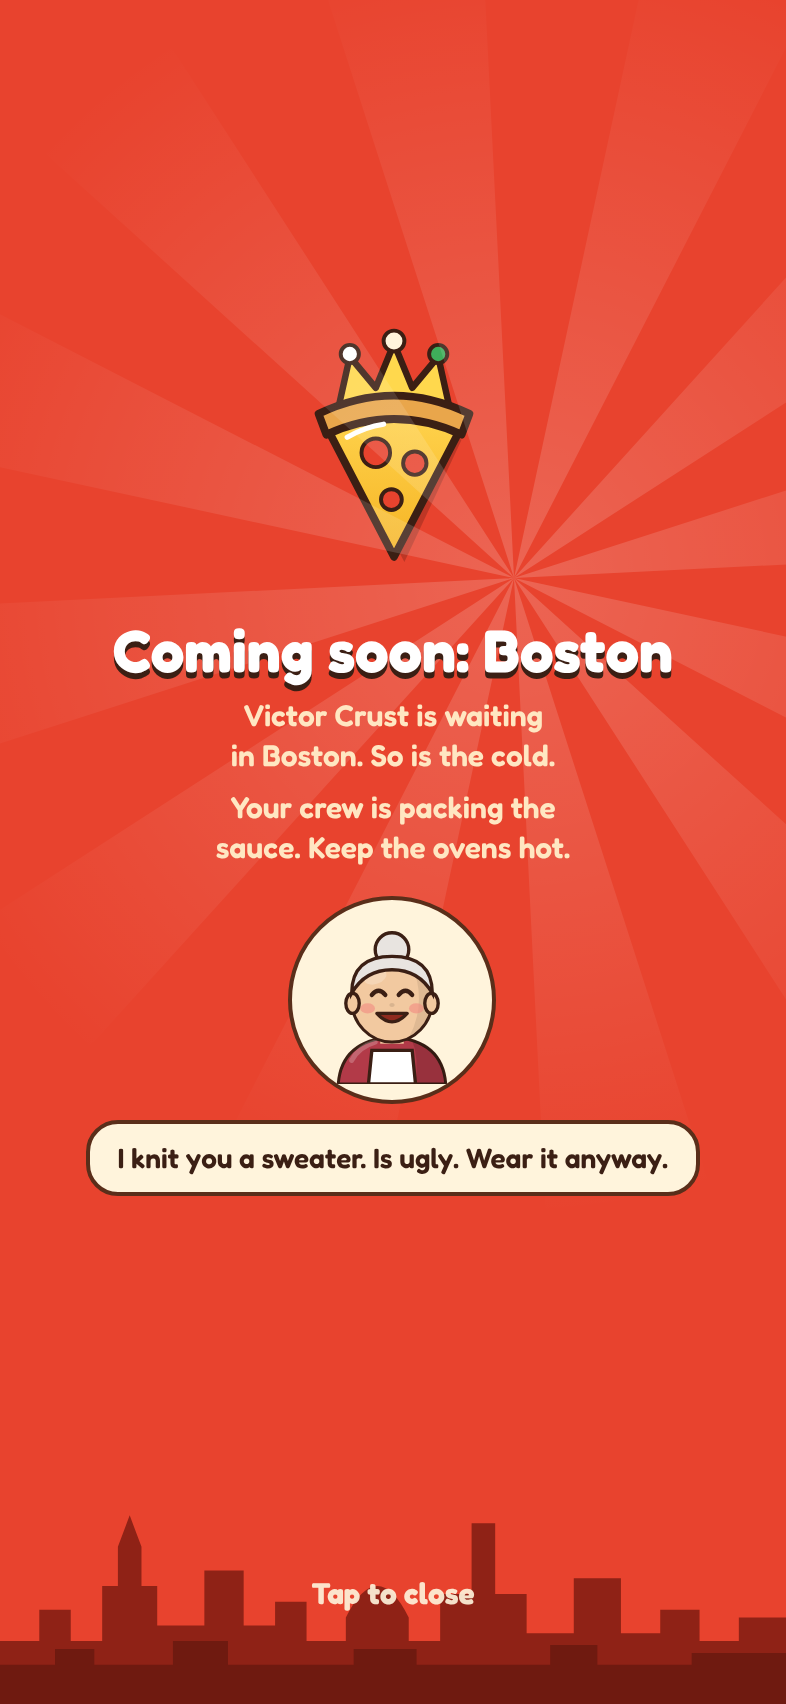 Coming soon: Boston
Victor Crust is waiting
in Boston. So is the cold.
Your crew is packing the
sauce. Keep the ovens hot.
I knit you a sweater. Is ugly. Wear it anyway.
Tap to close